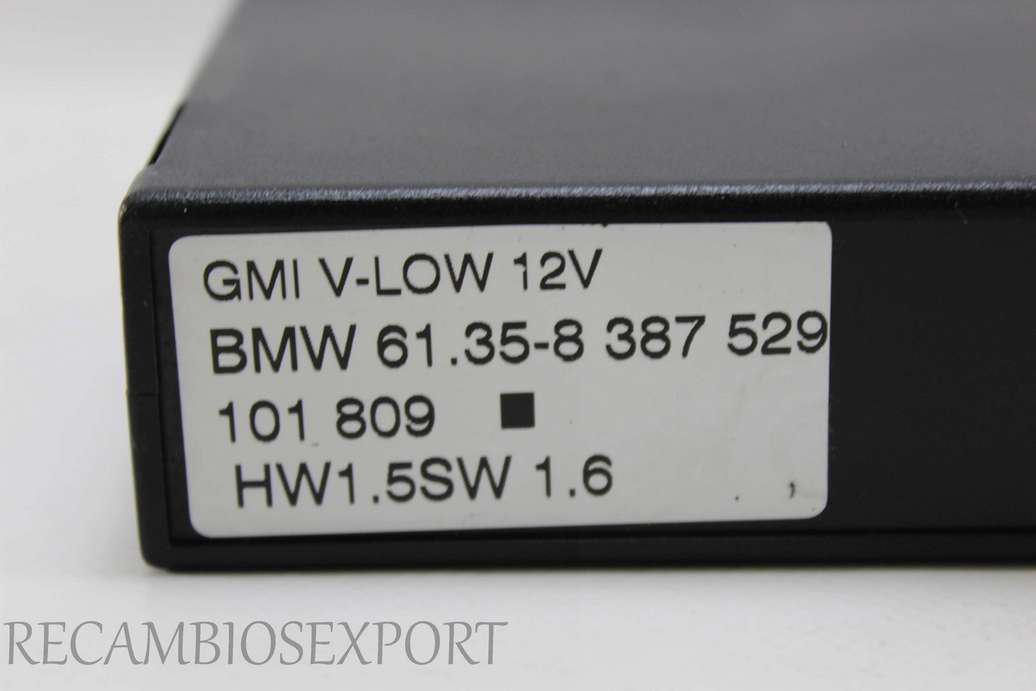 GMI V-LOW 12V
BMW 61.35-8 387 529
101 809 ■
HW1.5SW 1.6
RECAMBIOSEXPORT